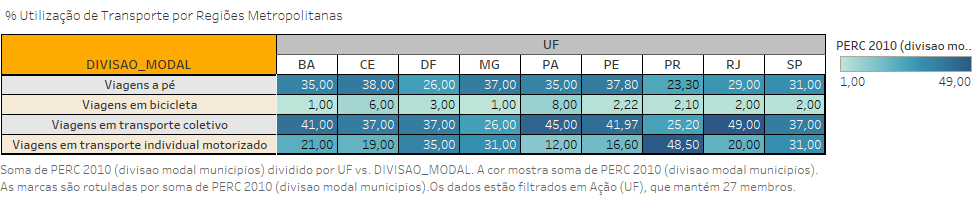 % Utilização de Transporte por Regiões Metropolitanas
UF
PERC 2010 (divisao mo..
DIVISAO_MODAL BA CE DF MG PA PE PR RJ SP
1,00 49,00
Viagens a pé 35,00 38,00 26,00 37,00 35,00 37,80 23,30 29,00 31,00
Viagens em bicicleta 1,00 6,00 3,00 1,00 8,00 2,22 2,10 2,00 2,00
Viagens em transporte coletivo 41,00 37,00 37,00 26,00 45,00 41,97 25,20 49,00 37,00
Viagens em transporte individual motorizado 21,00 19,00 35,00 31,00 12,00 16,60 48,50 20,00 31,00
Soma de PERC 2010 (divisao modal municipios) dividido por UF vs. DIVISAO_MODAL. A cor mostra soma de PERC 2010 (divisao modal municipios).
As marcas são rotuladas por soma de PERC 2010 (divisao modal municipios).Os dados estão filtrados em Ação (UF), que mantém 27 membros.